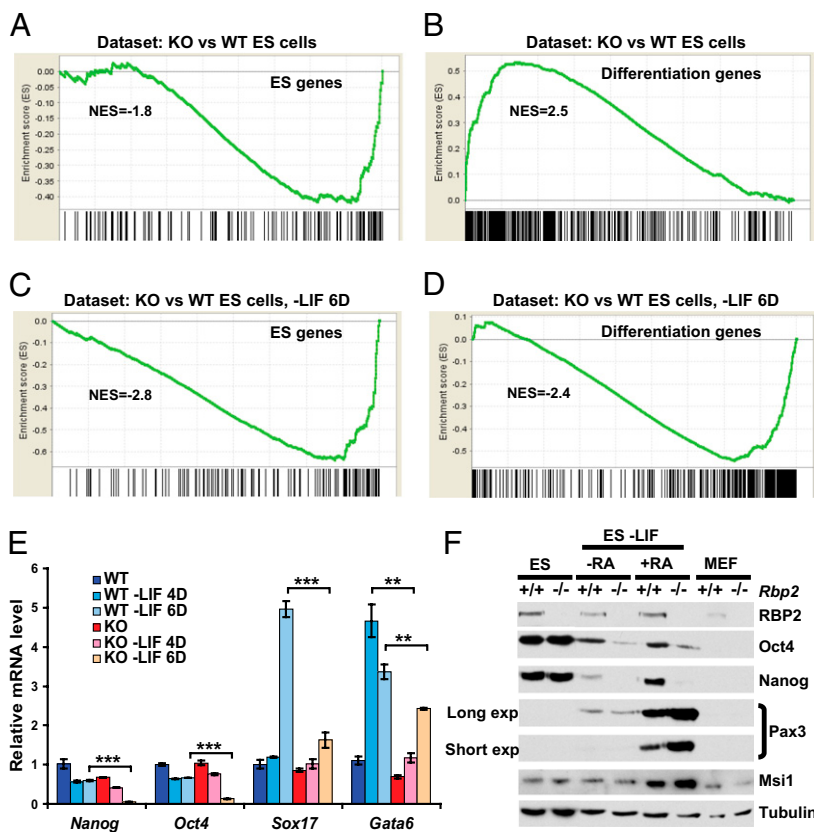 A
Dataset: KO vs WT ES cells
Enrichment score (ES)
0.00
-0.05
-0.10
-0.15
-0.20
-0.25
-0.30
-0.35
-0.40
ES genes
NES=-1.8
B
Dataset: KO vs WT ES cells
Enrichment score (ES)
0.5
0.4
0.3
0.2
0.1
0.0
Differentiation genes
NES=2.5
C
Dataset: KO vs WT ES cells, -LIF 6D
Enrichment score (ES)
0.0
-0.1
-0.2
-0.3
-0.4
-0.5
-0.6
ES genes
NES=-2.8
D
Dataset: KO vs WT ES cells, -LIF 6D
Enrichment score (ES)
0.1
0.0
-0.1
-0.2
-0.3
-0.4
-0.5
Differentiation genes
NES=-2.4
E
Relative mRNA level
6
5
4
3
2
1
0
WT
WT -LIF 4D
WT -LIF 6D
KO
KO -LIF 4D
KO -LIF 6D
***
***
***
**
**
Nanog Oct4 Sox17 Gata6
F
ES -LIF
ES -RA +RA MEF
+/+ -/- +/+ -/- +/+ -/- +/+ -/- Rbp2
RBP2
Oct4
Nanog
Long exp
Short exp
Pax3
Msi1
Tubulin